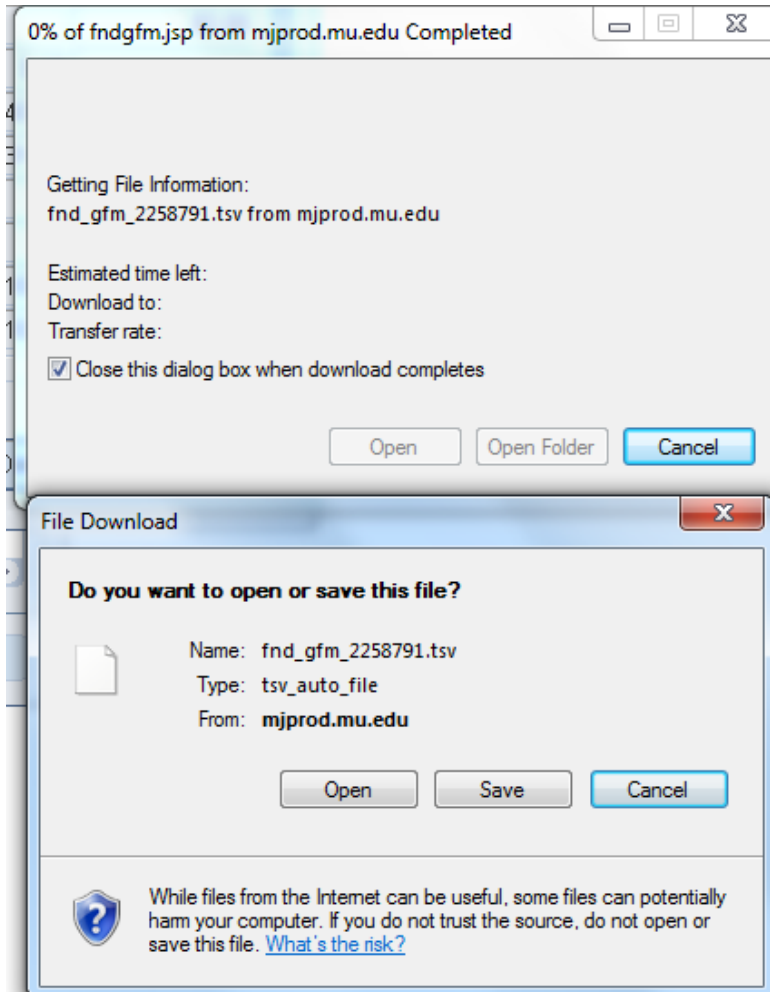 0% of fndgfm.jsp from mjprod.mu.edu Completed
Getting File Information:
fnd_gfm_2258791.tsv from mjprod.mu.edu
Estimated time left:
Download to:
Transfer rate:
Close this dialog box when download completes
Open Open Folder Cancel
File Download
Do you want to open or save this file?
Name: fnd_gfm_2258791.tsv
Type: tsv_auto_file
From: mjprod.mu.edu
Open Save Cancel
While files from the Internet can be useful, some files can potentially
harm your computer. If you do not trust the source, do not open or
save this file. What's the risk?